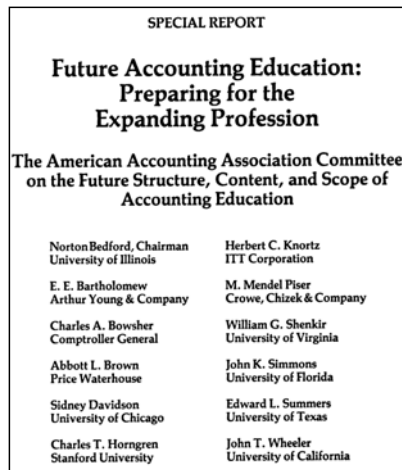 SPECIAL REPORT
Future Accounting Education:
Preparing for the
Expanding Profession
The American Accounting Association Committee
on the Future Structure, Content, and Scope of
Accounting Education
Norton Bedford, Chairman
University of Illinois
E. E. Bartholomew
Arthur Young & Company
Charles A. Bowsher
Comptroller General
Abbott L. Brown
Price Waterhouse
Sidney Davidson
University of Chicago
Charles T. Horngren
Stanford University
Herbert C. Knortz
ITT Corporation
M. Mendel Piser
Crowe, Chizek & Company
William G. Shenkir
University of Virginia
John K. Simmons
University of Florida
Edward L. Summers
University of Texas
John T. Wheeler
University of California